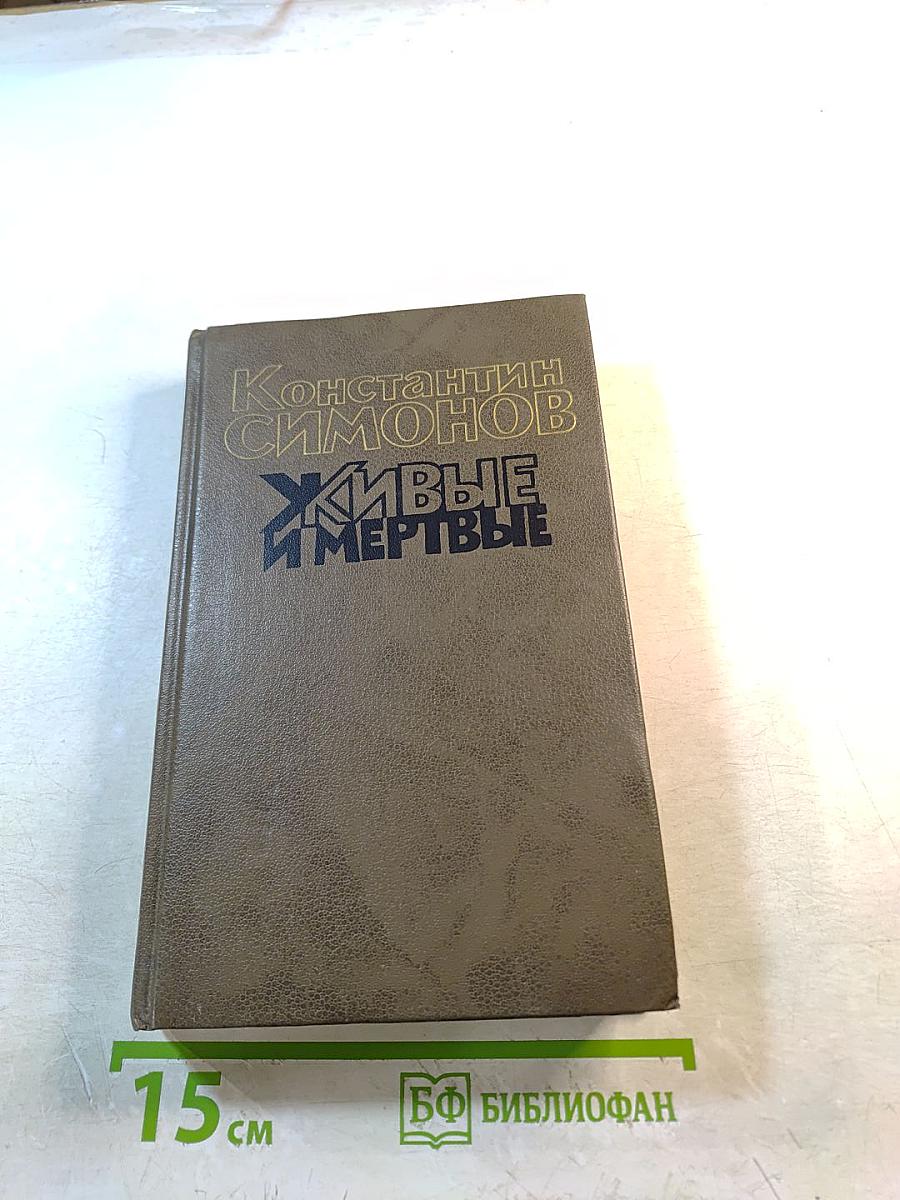 Константин
СИМОНОВ
ЖИВЫЕ
И МЕРТВЫЕ
15 см
БФ БИБЛИОФАН